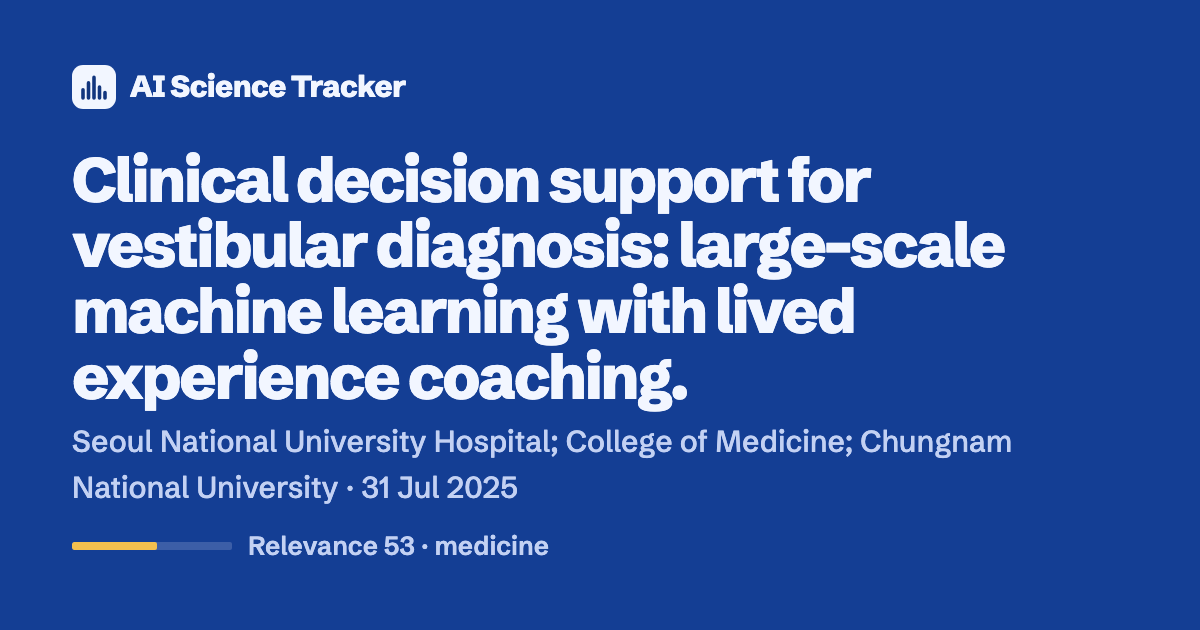 AI Science Tracker
Clinical decision support for
vestibular diagnosis: large-scale
machine learning with lived
experience coaching.
Seoul National University Hospital; College of Medicine; Chungnam
National University · 31 Jul 2025
Relevance 53 · medicine